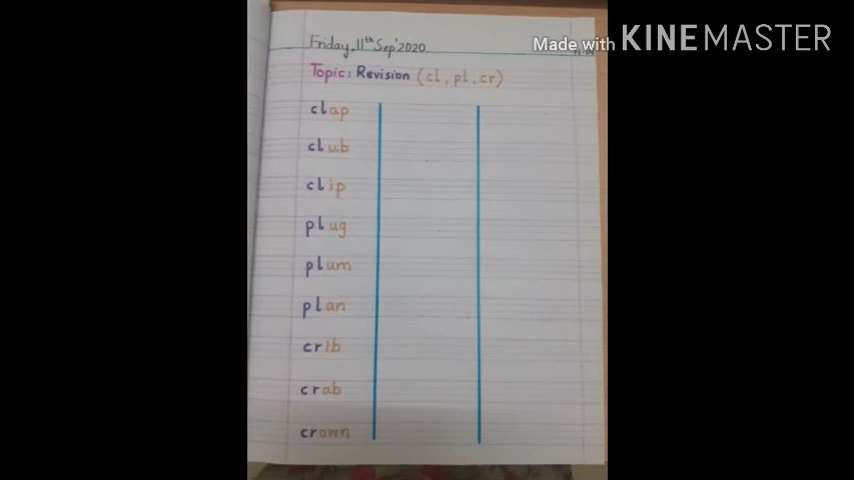 Friday, 11th Sep' 2020
Made with KINEMASTER
Topic: Revision (cl, pl, cr)
clap
club
clip
plug
plum
plan
crib
crab
crown